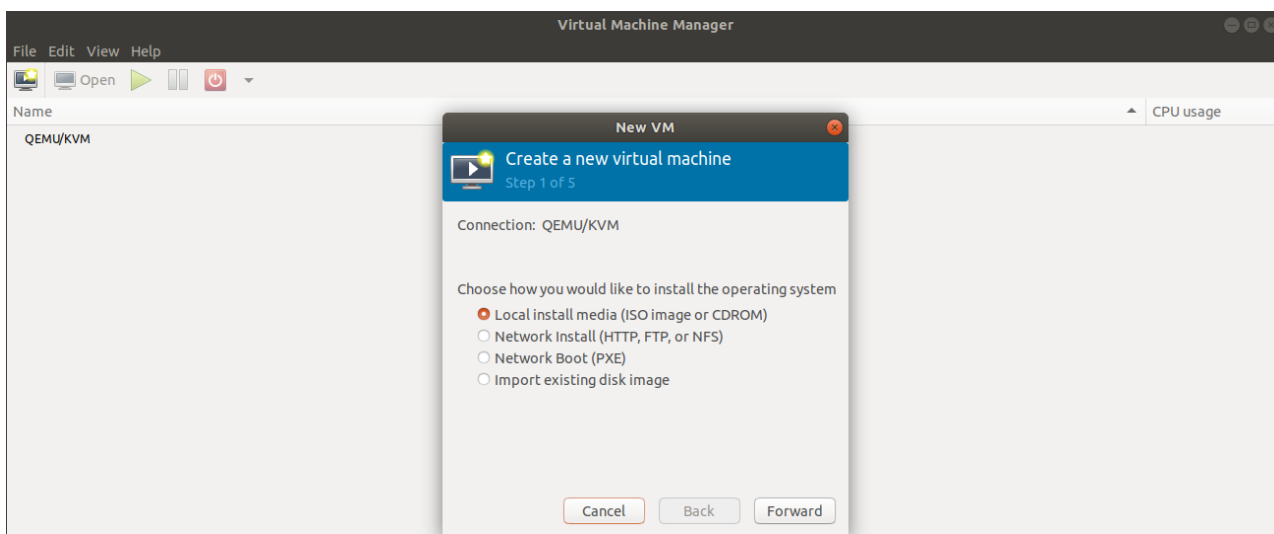 Virtual Machine Manager
File Edit View Help
Open
Name CPU usage
QEMU/KVM
New VM
Create a new virtual machine
Step 1 of 5
Connection: QEMU/KVM
Choose how you would like to install the operating system
Local install media (ISO image or CDROM)
Network Install (HTTP, FTP, or NFS)
Network Boot (PXE)
Import existing disk image
Cancel Back Forward